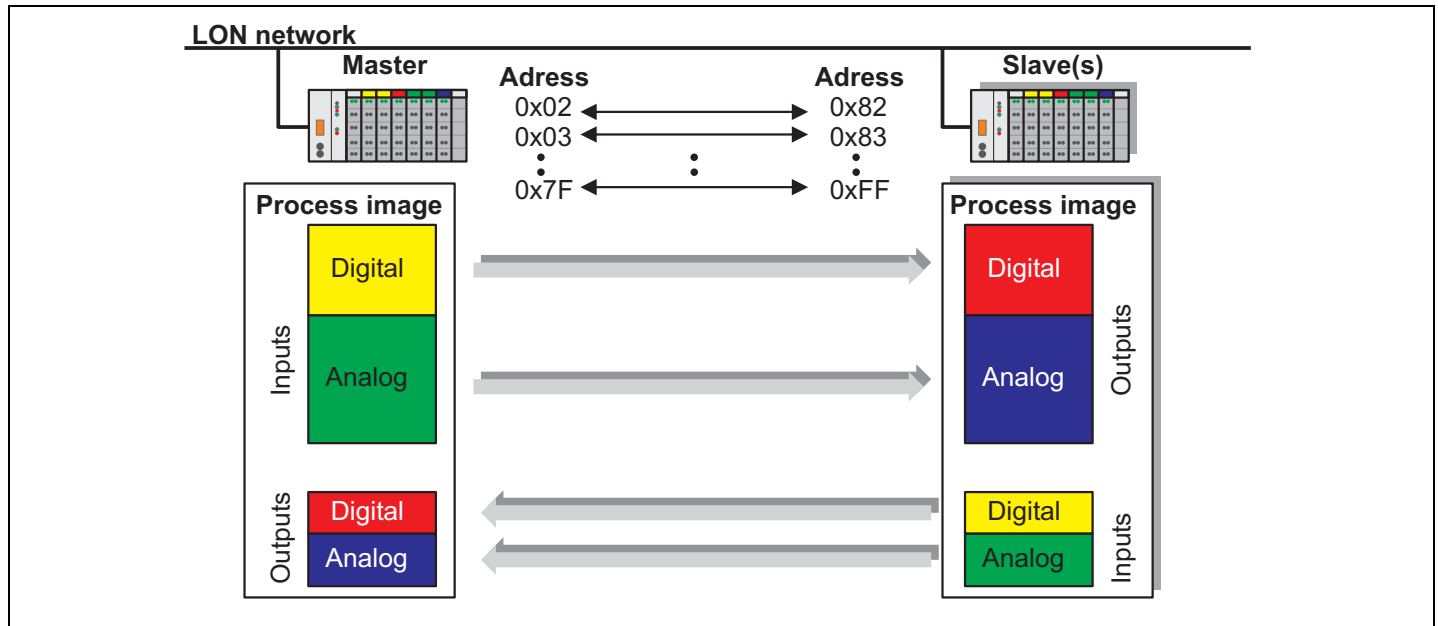 LON network
Master
Slave(s)
Adress
Adress
0x02
0x82
0x03
0x83
0x7F
0xFF
Process image
Process image
Inputs
Digital
Analog
Digital
Analog
Outputs
Outputs
Digital
Analog
Digital
Analog
Inputs